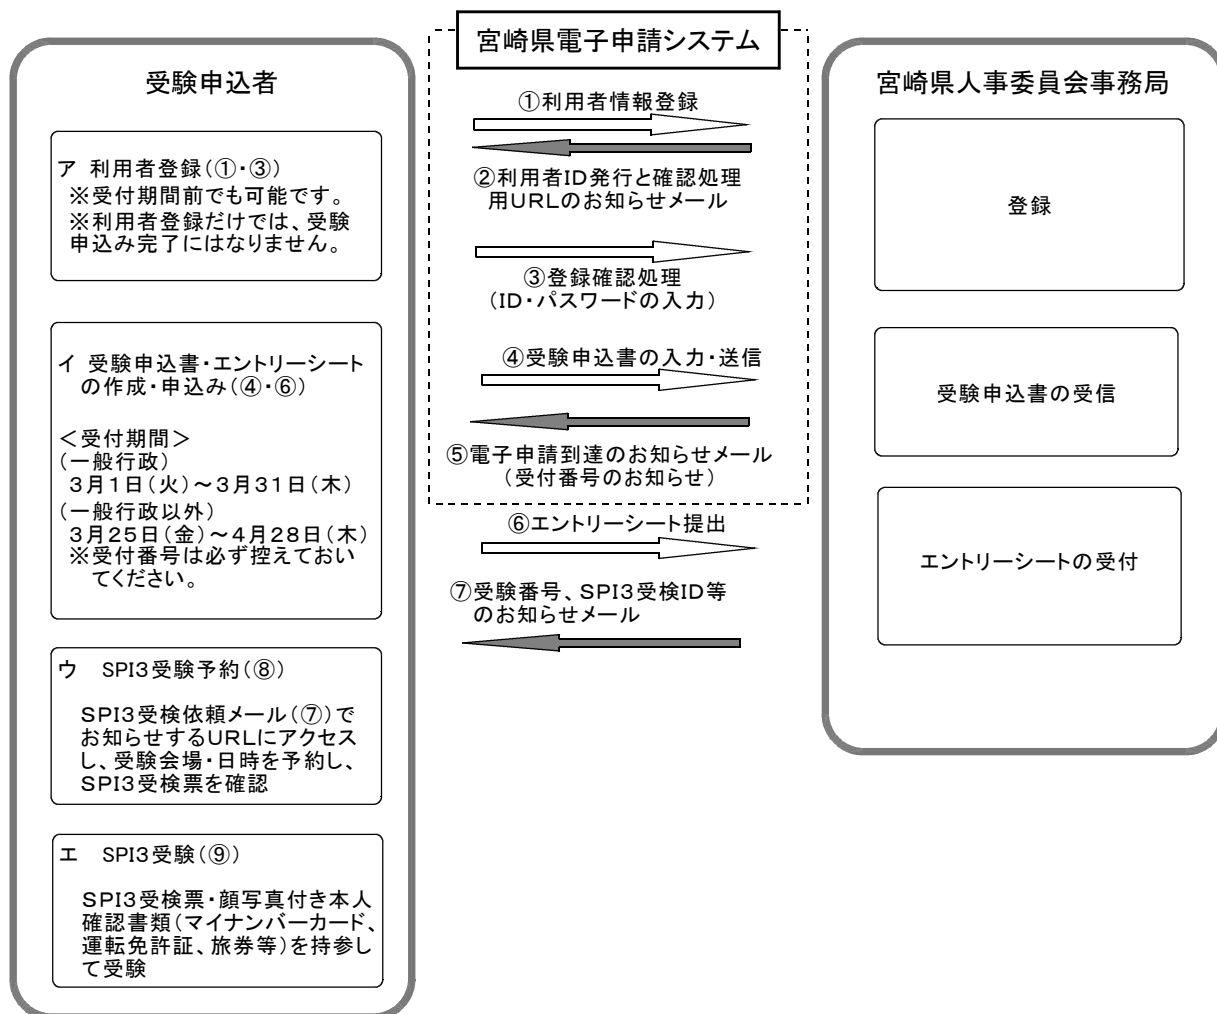 宮崎県電子申請システム
受験申込者
ア 利用者登録（①・③）
※受付期間前でも可能です。
※利用者登録だけでは、受験
申込み完了にはなりません。
イ 受験申込書・エントリーシート
の作成・申込み（④・⑥）
＜受付期間＞
（一般行政）
３月１日（火）～３月３１日（木）
（一般行政以外）
３月２５日（金）～４月２８日（木）
※受付番号は必ず控えておい
てください。
ウ ＳＰＩ３受験予約（⑧）
ＳＰＩ３受検依頼メール（⑦）で
お知らせするＵＲＬにアクセス
し、受験会場・日時を予約し、
ＳＰＩ３受検票を確認
エ ＳＰＩ３受験（⑨）
ＳＰＩ３受検票・顔写真付き本人
確認書類（マイナンバーカード、
運転免許証、旅券等）を持参し
て受験
①利用者情報登録
②利用者ＩＤ発行と確認処理
用ＵＲＬのお知らせメール
③登録確認処理
（ＩＤ・パスワードの入力）
④受験申込書の入力・送信
⑤電子申請到達のお知らせメール
（受付番号のお知らせ）
⑥エントリーシート提出
⑦受験番号、ＳＰＩ３受検ＩＤ等
のお知らせメール
宮崎県人事委員会事務局
登録
受験申込書の受信
エントリーシートの受付